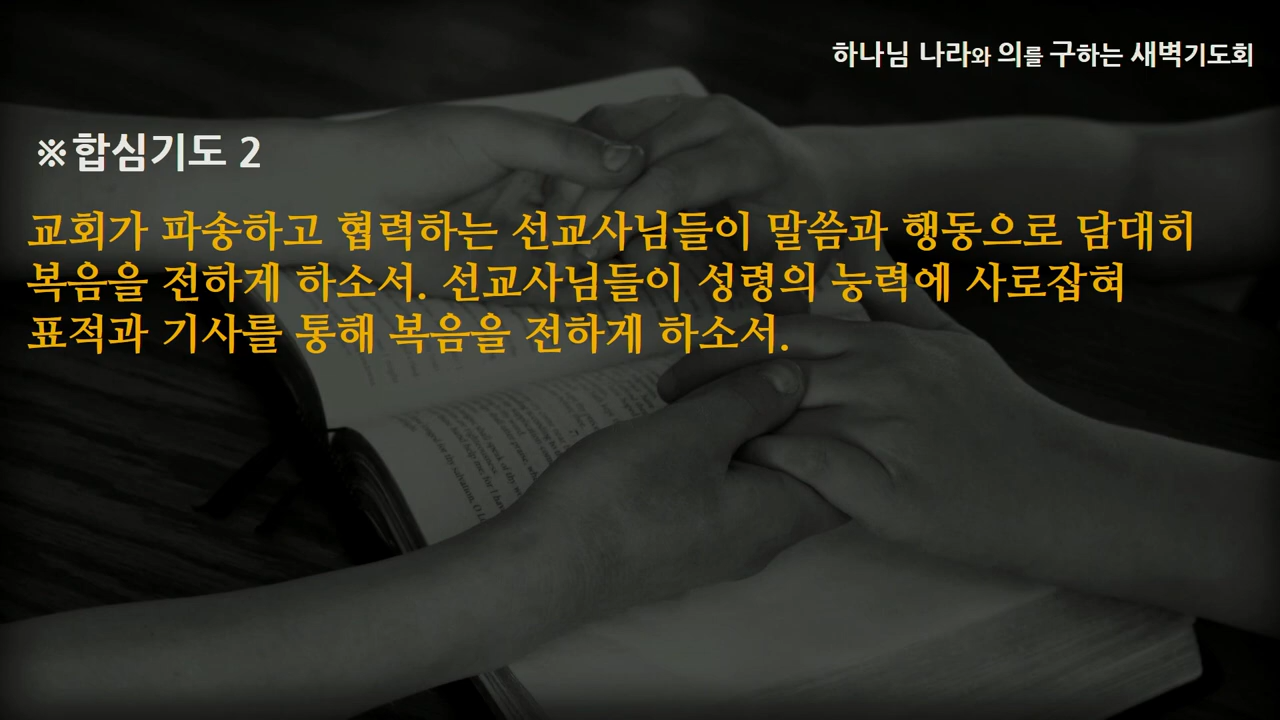 하나님 나라와 의를 구하는 새벽기도회
※합심기도 2
교회가 파송하고 협력하는 선교사님들이 말씀과 행동으로 담대히
복음을 전하게 하소서. 선교사님들이 성령의 능력에 사로잡혀
표적과 기사를 통해 복음을 전하게 하소서.